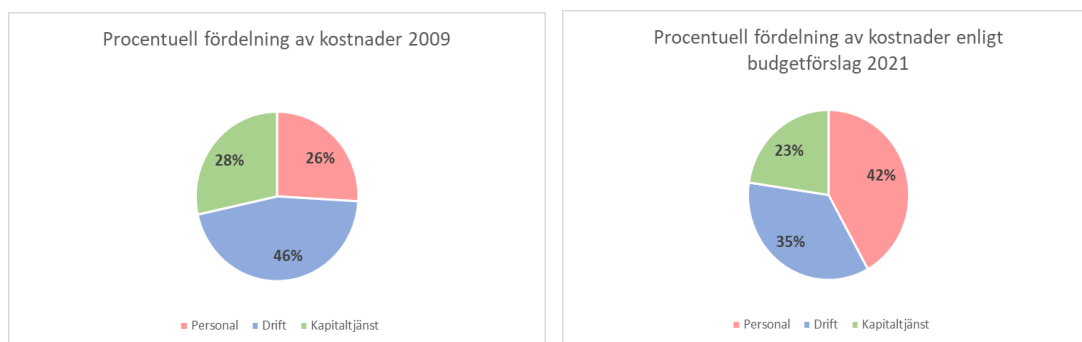 Procentuell fördelning av kostnader 2009
28%
26%
46%
Personal Drift Kapitaltjänst
Procentuell fördelning av kostnader enligt
budgetförslag 2021
23%
42%
35%
Personal Drift Kapitaltjänst